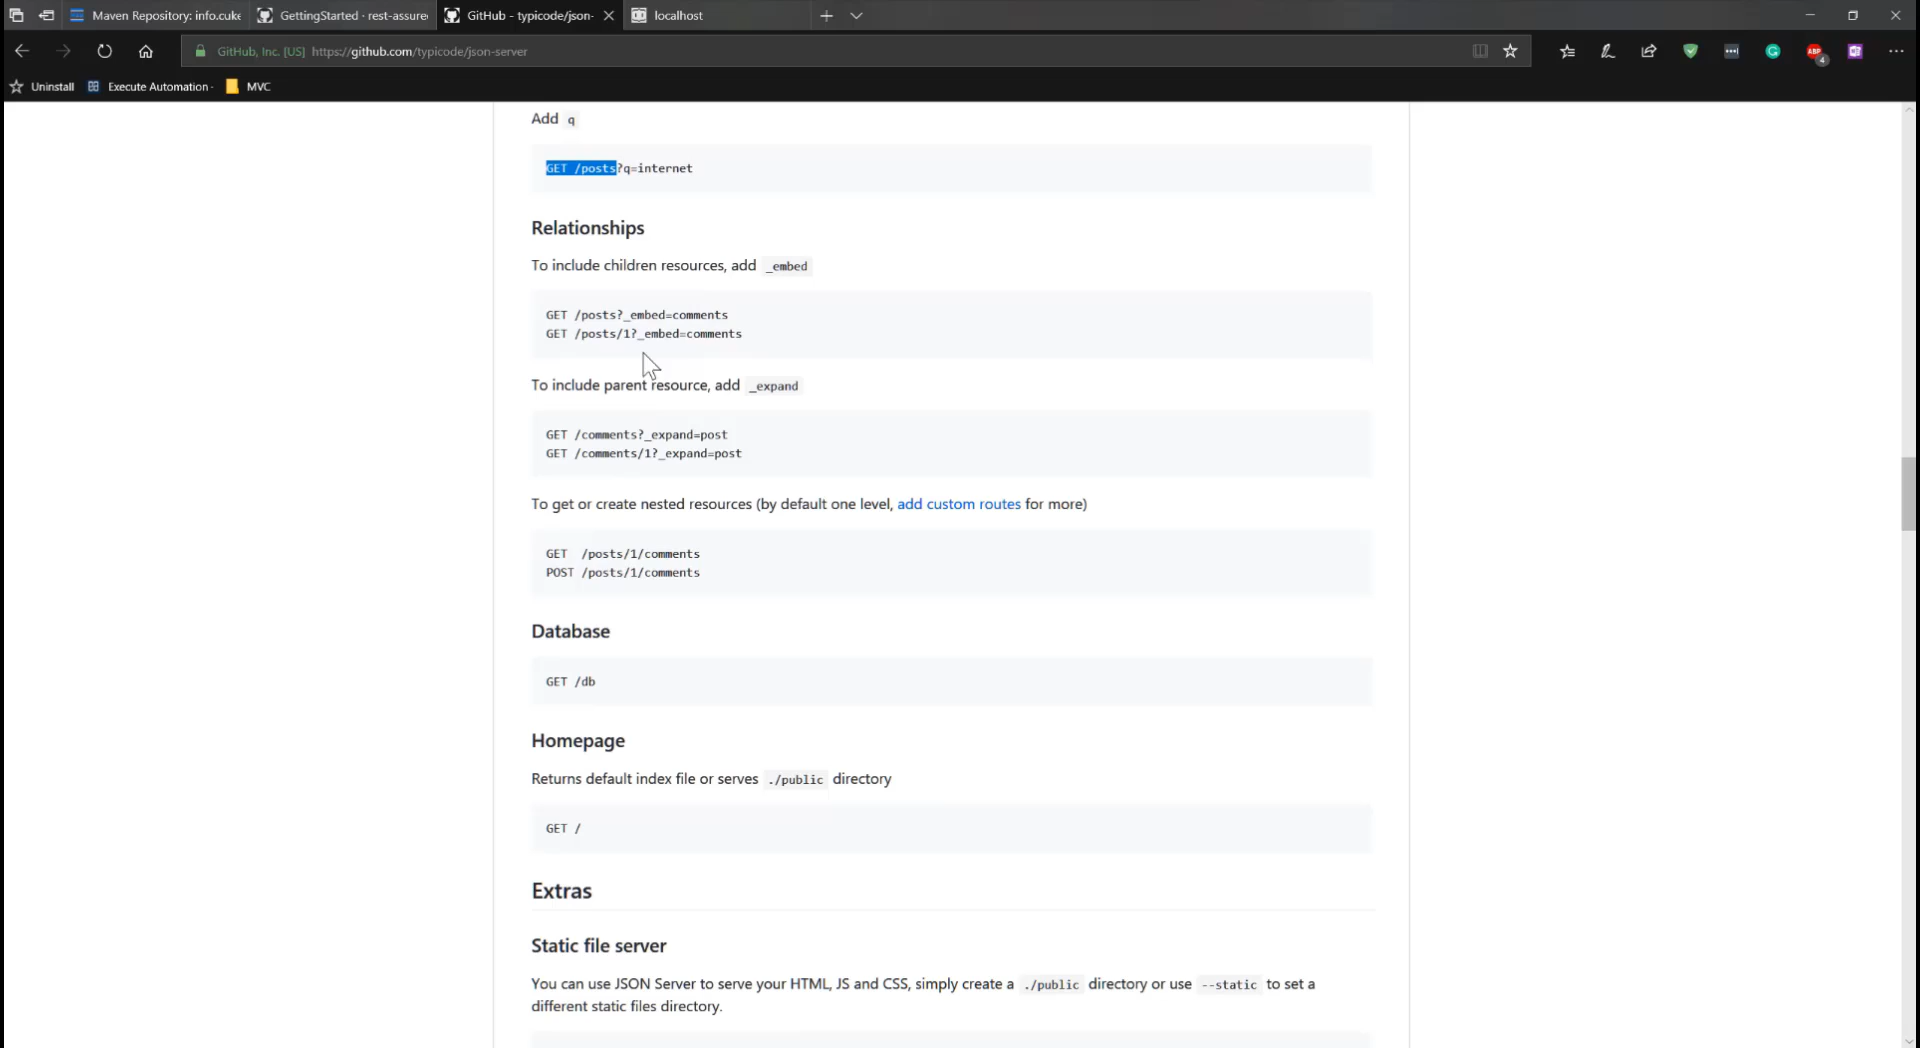 Maven Repository: info.cuke
GettingStarted · rest-assure
GitHub - typicode/json-
localhost
GitHub, Inc. [US] https://github.com/typicode/json-server
ABP
4
Uninstall
Execute Automation ·
MVC
Add q
GET /posts?q=internet
Relationships
To include children resources, add _embed
GET /posts?_embed=comments
GET /posts/1?_embed=comments
To include parent resource, add _expand
GET /comments?_expand=post
GET /comments/1?_expand=post
To get or create nested resources (by default one level, add custom routes for more)
GET  /posts/1/comments
POST /posts/1/comments
Database
GET /db
Homepage
Returns default index file or serves ./public directory
GET /
Extras
Static file server
You can use JSON Server to serve your HTML, JS and CSS, simply create a ./public directory or use --static to set a
different static files directory.